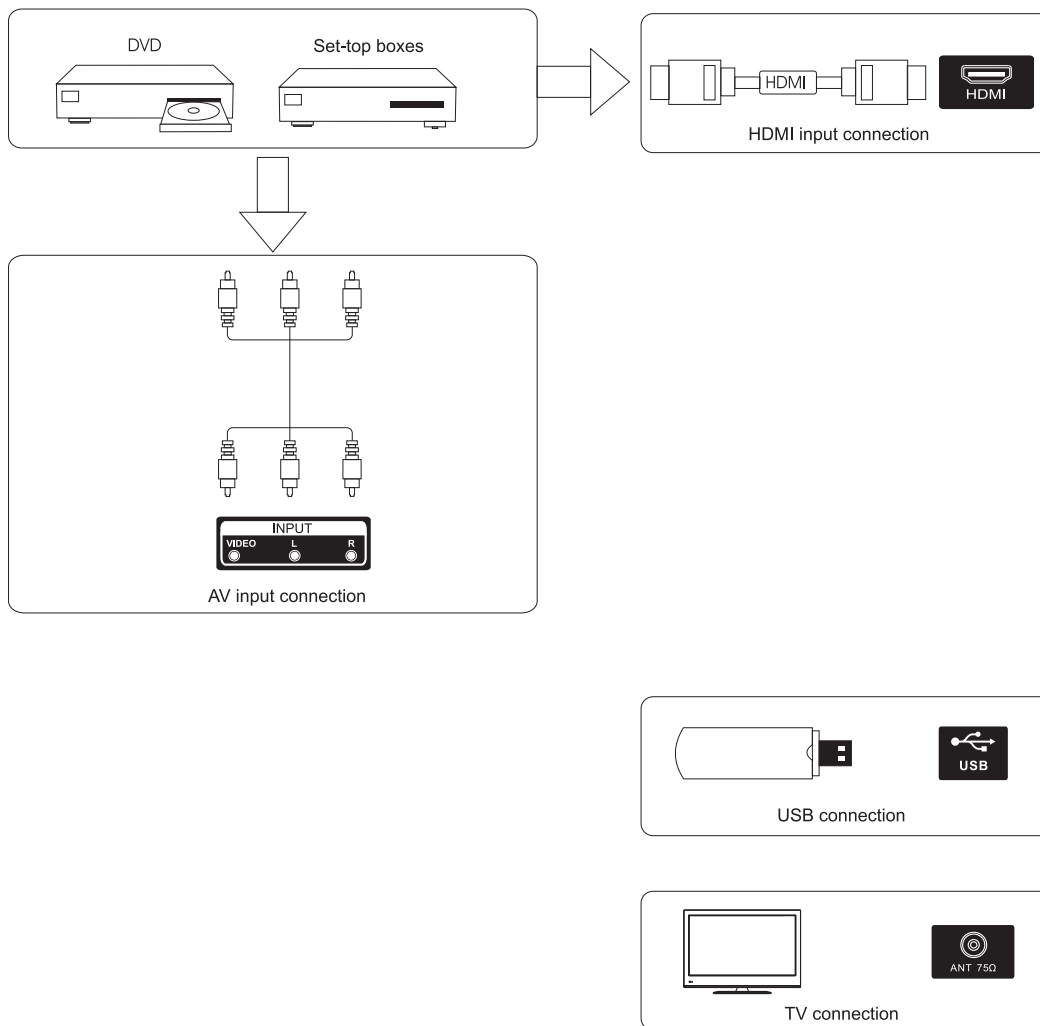 DVD
Set-top boxes
HDMI
HDMI
HDMI input connection
INPUT
VIDEO L R
AV input connection
USB
USB connection
ANT 75Ω
TV connection